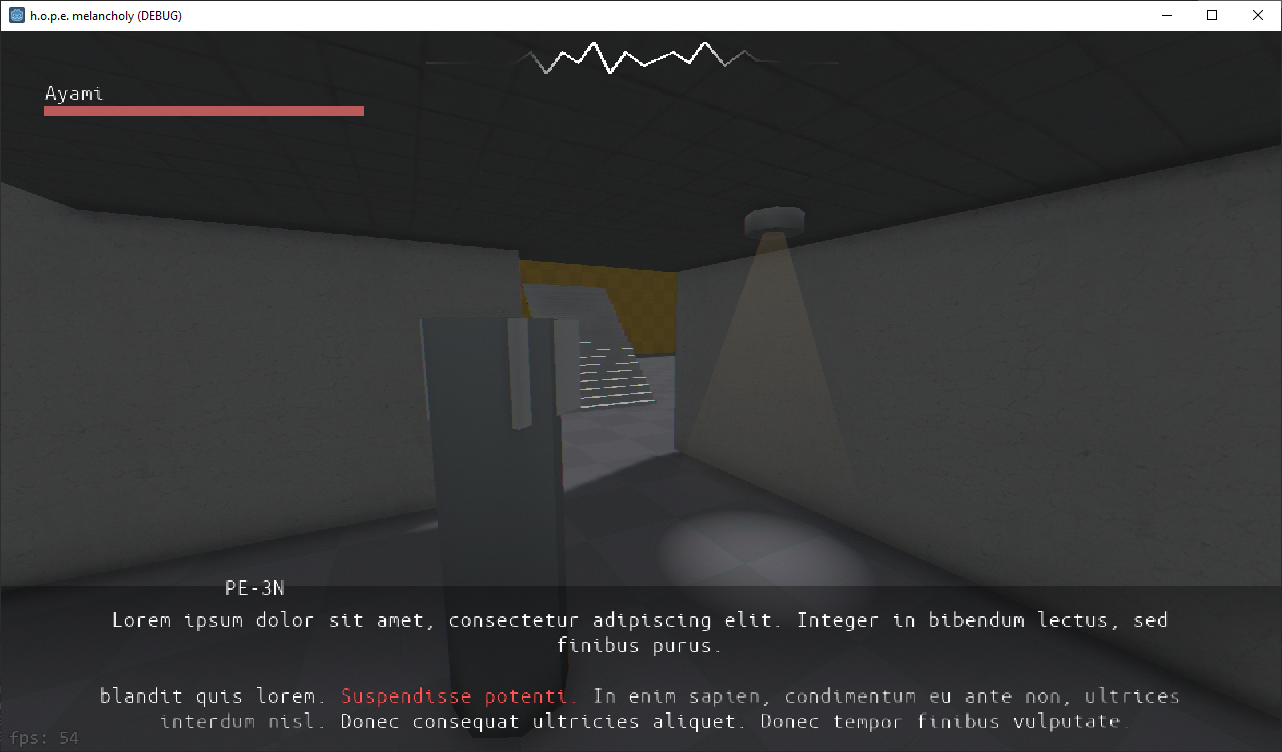 h.o.p.e. melancholy (DEBUG)
Ayami
PE-3N
Lorem ipsum dolor sit amet, consectetur adipiscing elit. Integer in bibendum lectus, sed
finibus purus.
blandit quis lorem. Suspendisse potenti. In enim sapien, condimentum eu ante non, ultrices
interdum nisl. Donec consequat ultricies aliquet. Donec tempor finibus vulputate.
fps: 54